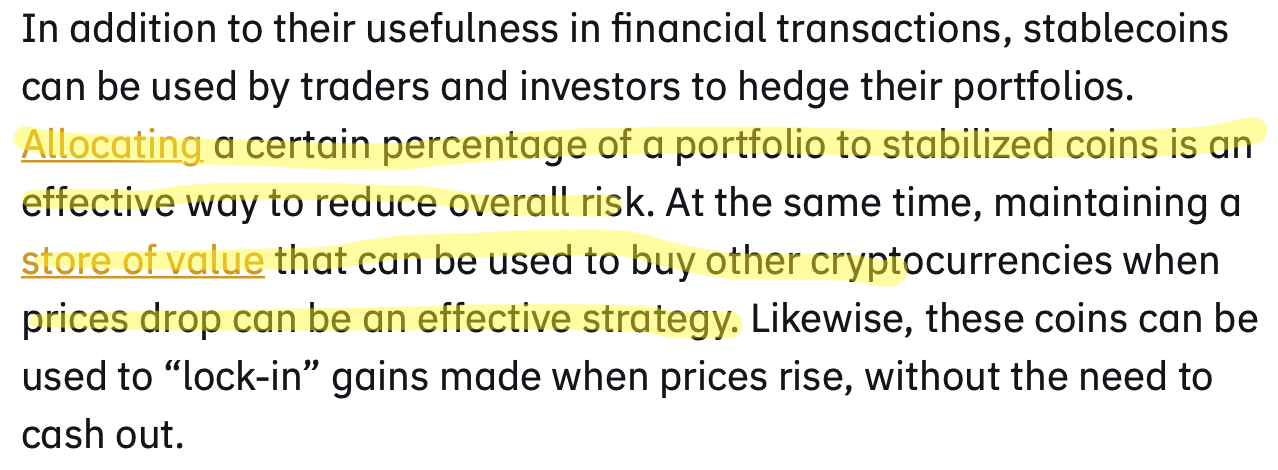 In addition to their usefulness in financial transactions, stablecoins
can be used by traders and investors to hedge their portfolios.
Allocating a certain percentage of a portfolio to stabilized coins is an
effective way to reduce overall risk. At the same time, maintaining a
store of value that can be used to buy other cryptocurrencies when
prices drop can be an effective strategy. Likewise, these coins can be
used to “lock-in” gains made when prices rise, without the need to
cash out.